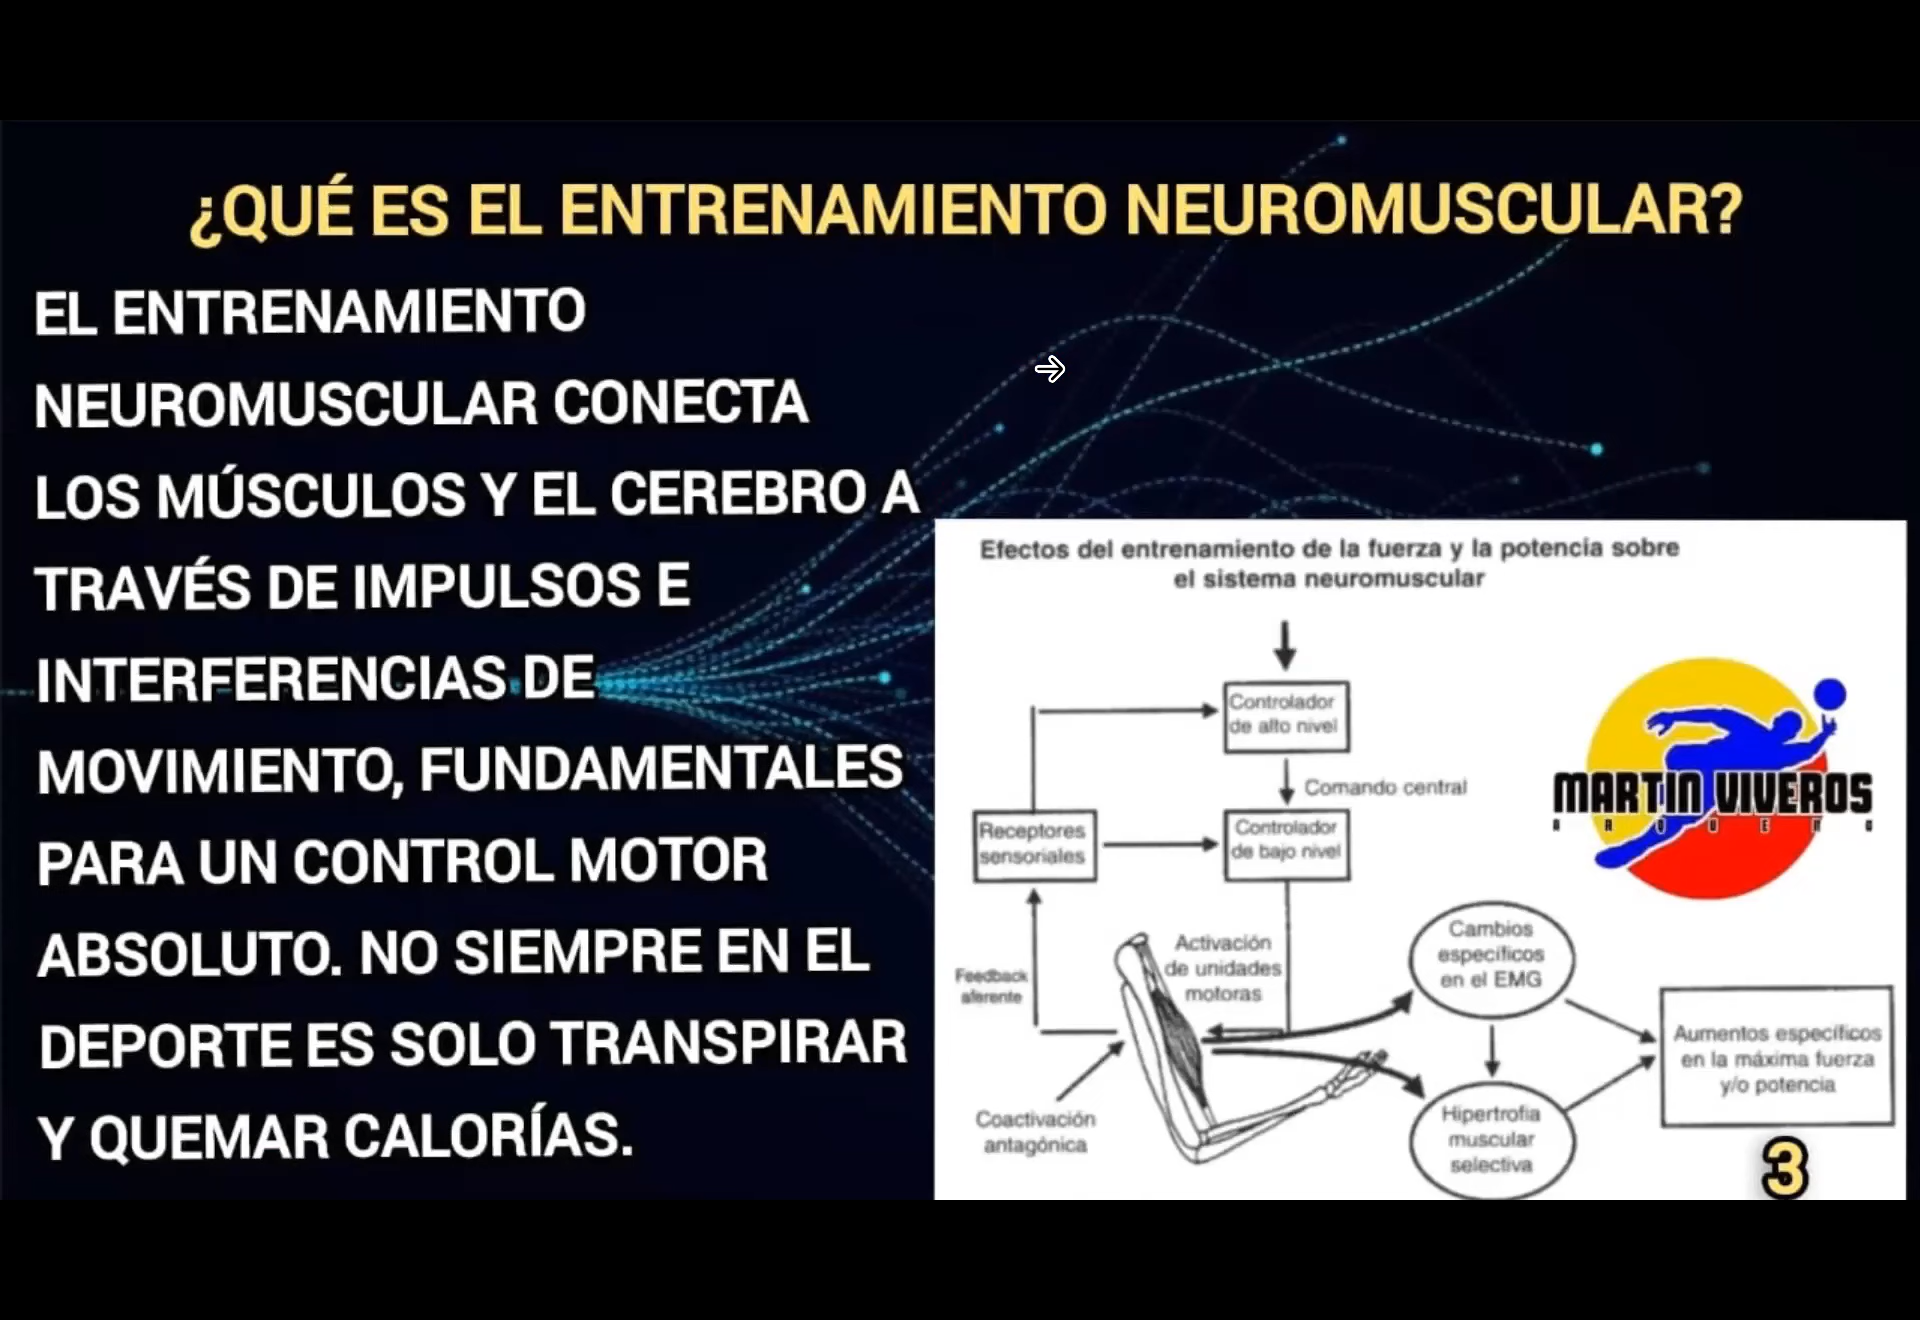 ¿QUÉ ES EL ENTRENAMIENTO NEUROMUSCULAR?
EL ENTRENAMIENTO
NEUROMUSCULAR CONECTA
LOS MÚSCULOS Y EL CEREBRO A
TRAVÉS DE IMPULSOS E
INTERFERENCIAS DE
MOVIMIENTO, FUNDAMENTALES
PARA UN CONTROL MOTOR
ABSOLUTO. NO SIEMPRE EN EL
DEPORTE ES SOLO TRANSPIRAR
Y QUEMAR CALORÍAS.
Efectos del entrenamiento de la fuerza y la potencia sobre
el sistema neuromuscular
Controlador
de alto nivel
Comando central
Receptores
sensoriales
Controlador
de bajo nivel
Feedback
aferente
Activación
de unidades
motoras
Coactivación
antagónica
Cambios
específicos
en el EMG
Hipertrofia
muscular
selectiva
Aumentos específicos
en la máxima fuerza
y/o potencia
MARTIN VIVEROS
ARQUERO
3